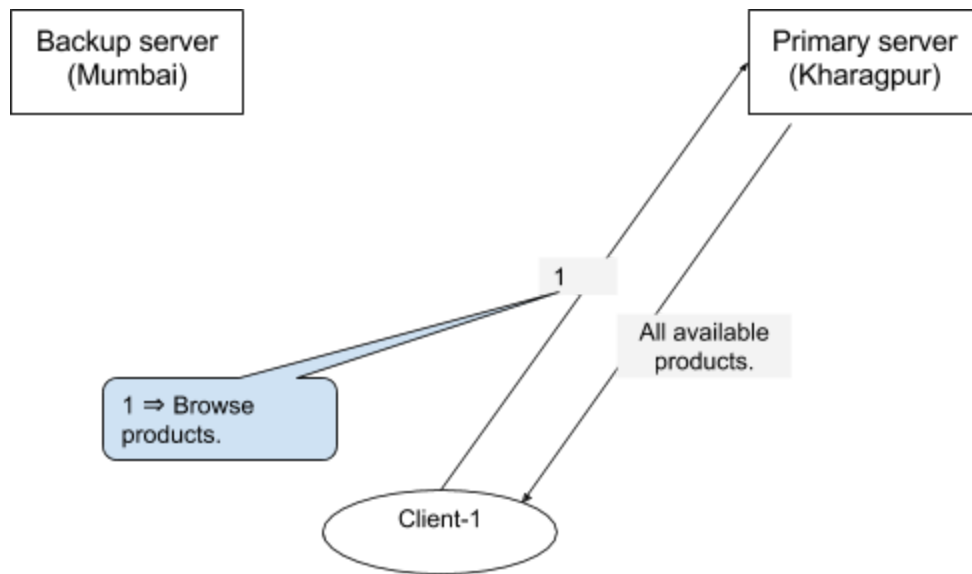 Backup server
(Mumbai)
Primary server
(Kharagpur)
1
All available
products.
1 ⇒ Browse
products.
Client-1